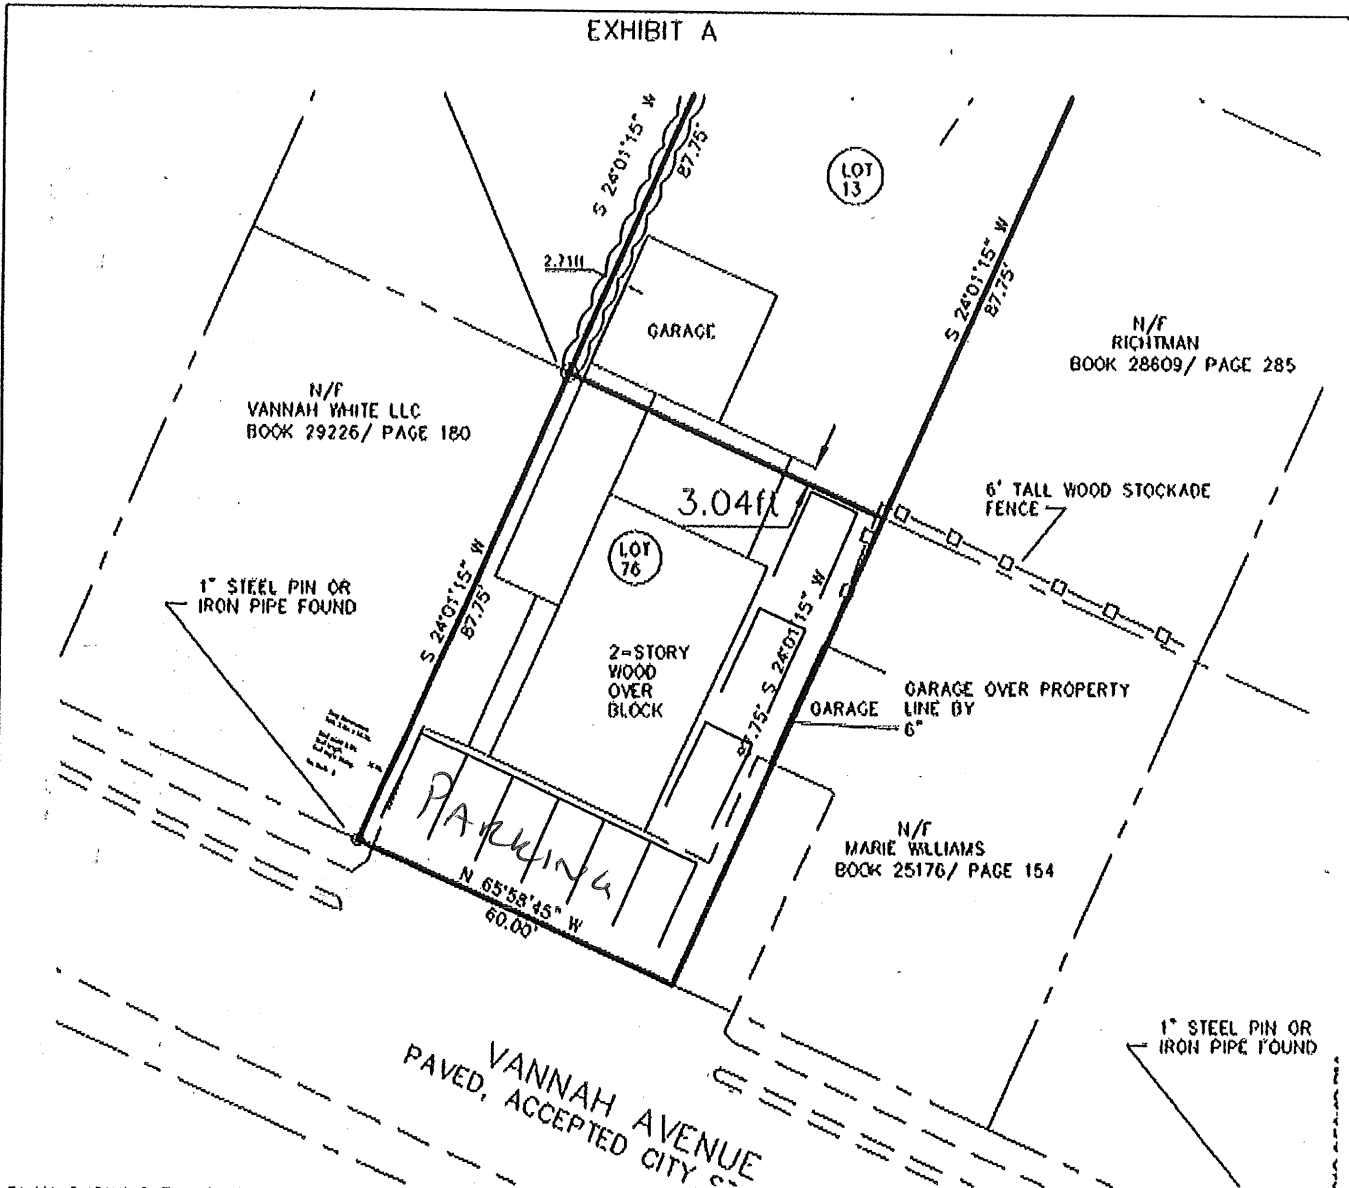 EXHIBIT A
S 24°01'15" W
87.75'
LOT
13
S 24°01'15" W
87.75'
2.71ft
GARAGE
N/F
RICHTMAN
BOOK 28609/ PAGE 285
N/F
VANNAH WHITE LLC
BOOK 29226/ PAGE 180
3.04ft
6' TALL WOOD STOCKADE
FENCE
LOT
76
1" STEEL PIN OR
IRON PIPE FOUND
S 24°01'15" W
87.75'
2-STORY
WOOD
OVER
BLOCK
87.75' S 24°01'15" W
GARAGE
GARAGE OVER PROPERTY
LINE BY
6"
PARKING
N 65°58'45" W
60.00'
N/F
MARIE WILLIAMS
BOOK 25176/ PAGE 154
1" STEEL PIN OR
IRON PIPE FOUND
VANNAH AVENUE
PAVED, ACCEPTED CITY